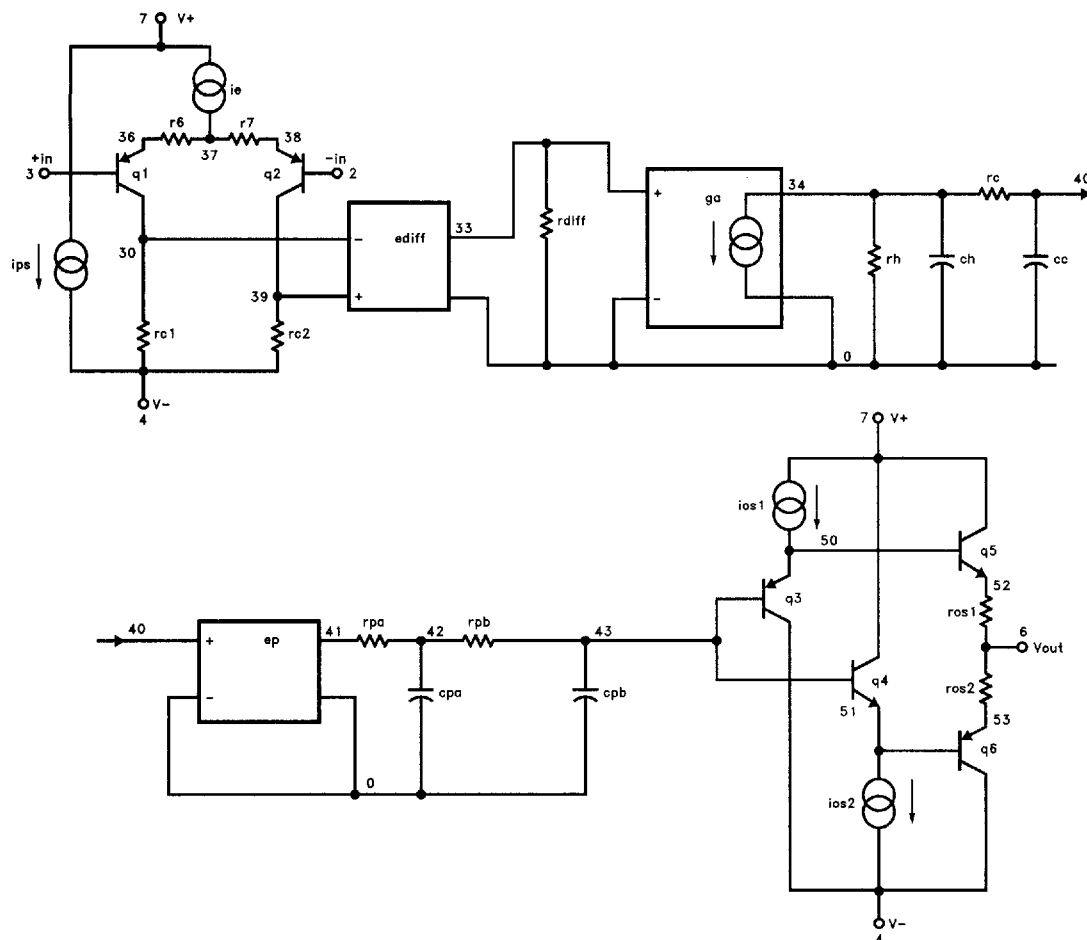 7 V+
ie
36 r6 r7 38
37
+in
3
q1 q2
-in
2
30
ips
39
rc1 rc2
V-
4
-
+
ediff
33
rdiff
+
-
ga
34
rh
ch
rc
cc
40
0
40
+
-
ep
41 rpa 42 rpb 43
cpa cpb
0
7 V+
ios1
50
q3
q5
52
ros1
6
Vout
ros2
q4
51
53
q6
ios2
V-
4